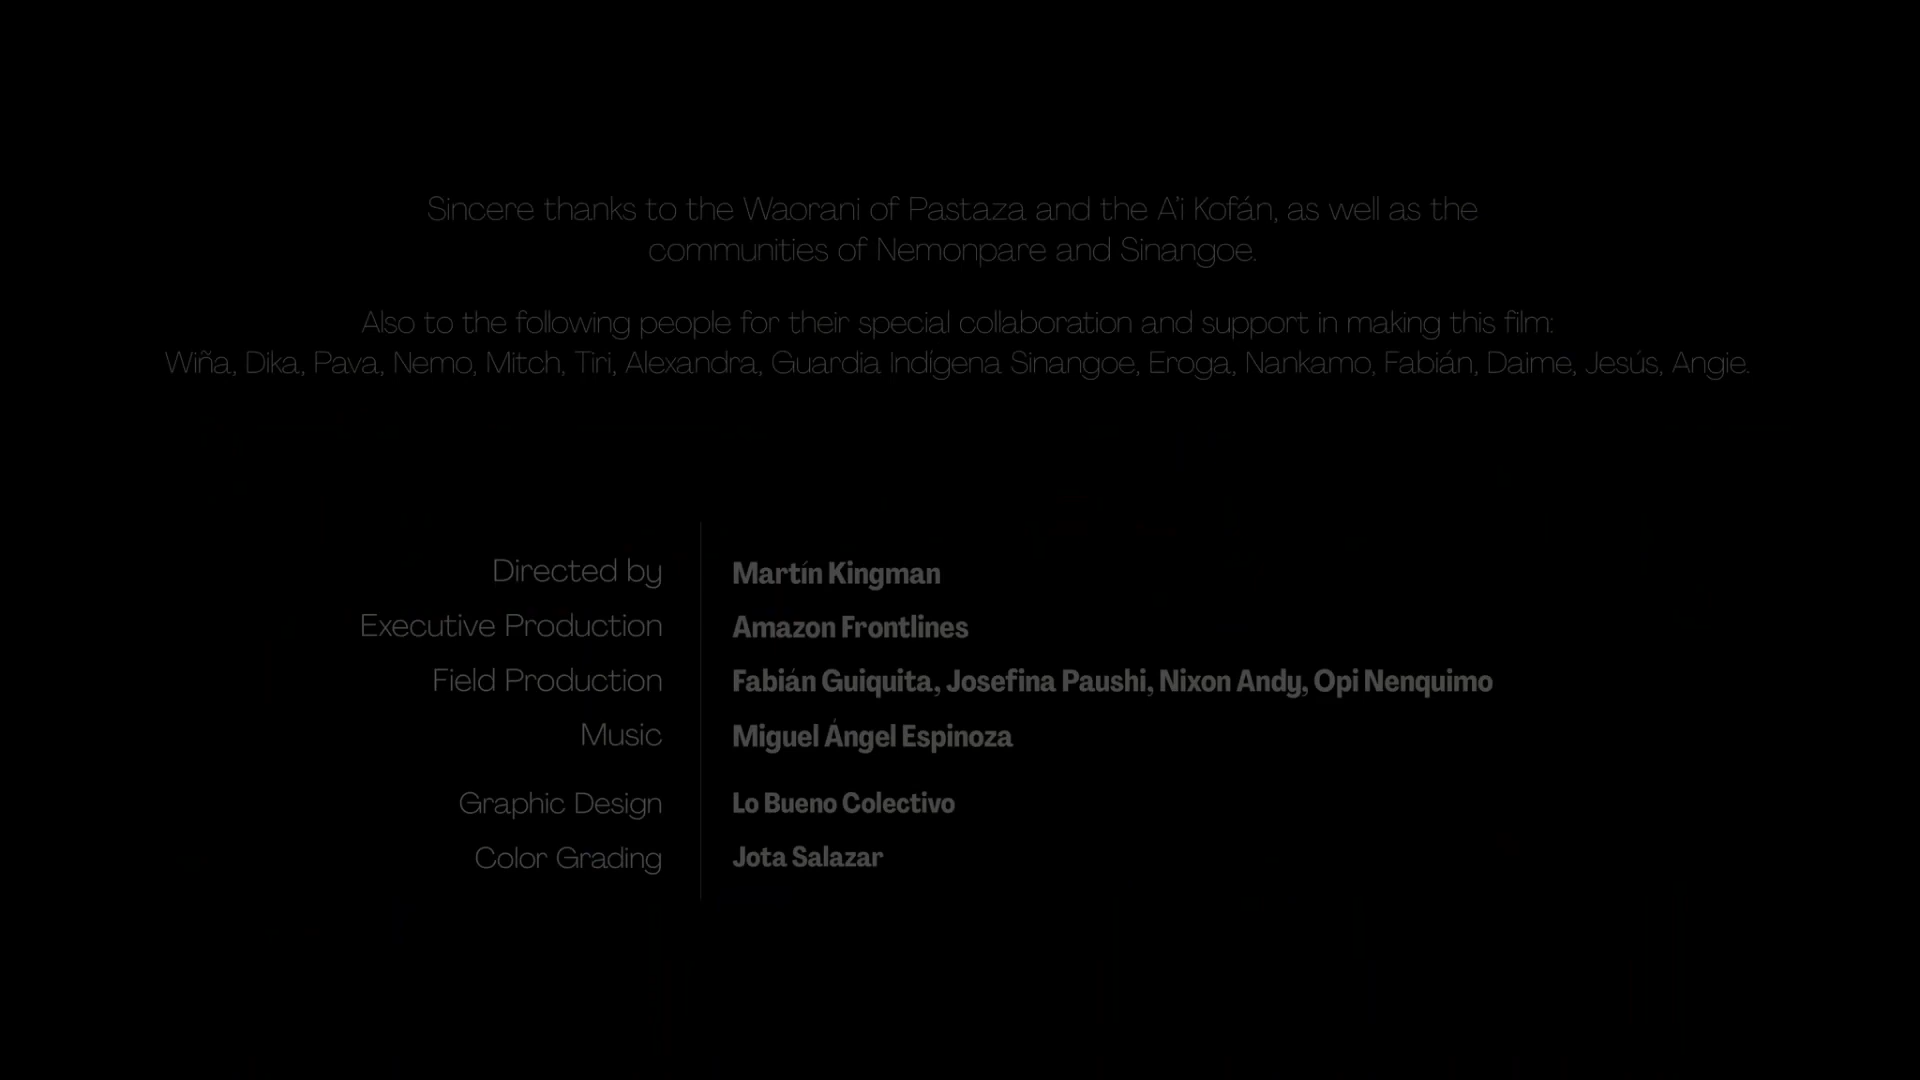 Sincere thanks to the Waorani of Pastaza and the A'i Kofán, as well as the
communities of Nemonpare and Sinangoe.
Also to the following people for their special collaboration and support in making this film:
Wiña, Dika, Pava, Nemo, Mitch, Tiri, Alexandra, Guardia Indígena Sinangoe, Eroga, Nankamo, Fabián, Daime, Jesús, Angie.
Directed by Martín Kingman
Executive Production Amazon Frontlines
Field Production Fabián Guiquita, Josefina Paushi, Nixon Andy, Opi Nenquimo
Music Miguel Ángel Espinoza
Graphic Design Lo Bueno Colectivo
Color Grading Jota Salazar